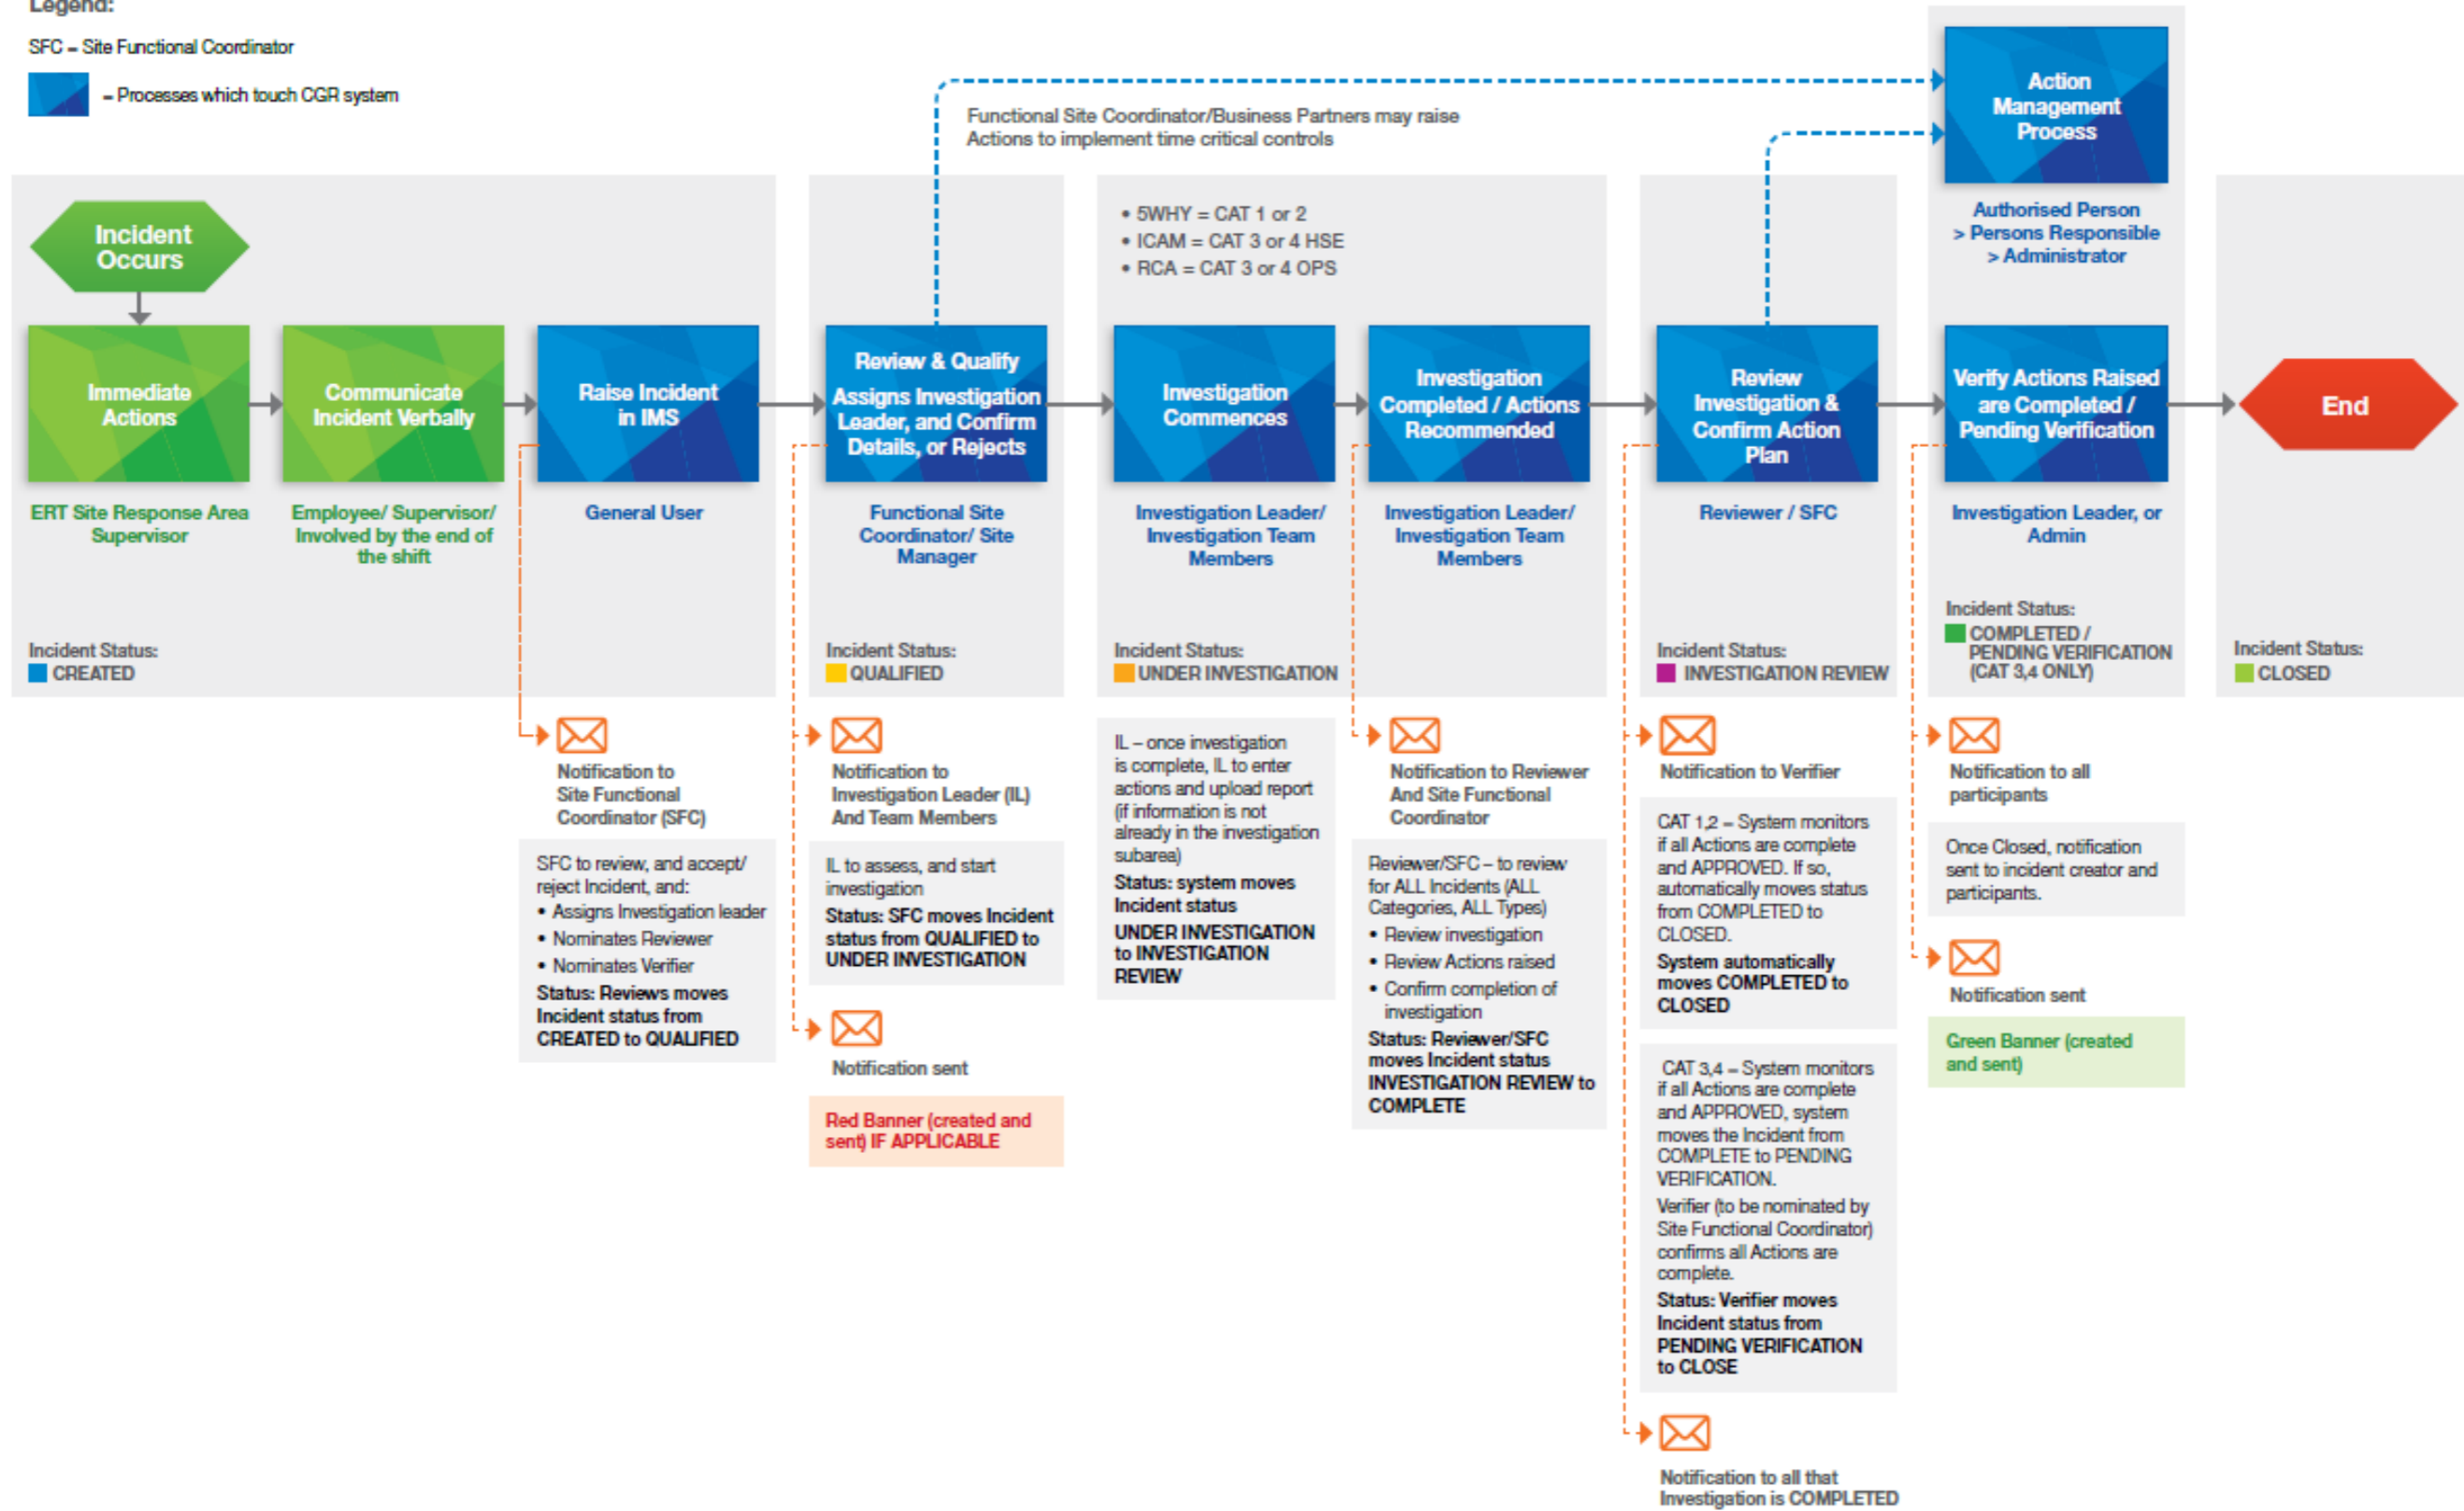 Legend:
SFC – Site Functional Coordinator
– Processes which touch CGR system
Functional Site Coordinator/Business Partners may raise
Actions to implement time critical controls
Action
Management
Process
Authorised Person
> Persons Responsible
> Administrator
Incident
Occurs
• 5WHY = CAT 1 or 2
• ICAM = CAT 3 or 4 HSE
• RCA = CAT 3 or 4 OPS
Immediate
Actions
ERT Site Response Area
Supervisor
Communicate
Incident Verbally
Employee/ Supervisor/
Involved by the end of
the shift
Raise Incident
in IMS
General User
Review & Qualify
Assigns Investigation
Leader, and Confirm
Details, or Rejects
Functional Site
Coordinator/ Site
Manager
Investigation
Commences
Investigation Leader/
Investigation Team
Members
Investigation
Completed / Actions
Recommended
Investigation Leader/
Investigation Team
Members
Review
Investigation &
Confirm Action
Plan
Reviewer / SFC
Verify Actions Raised
are Completed /
Pending Verification
Investigation Leader, or
Admin
End
Incident Status:
CREATED
Incident Status:
QUALIFIED
Incident Status:
UNDER INVESTIGATION
Incident Status:
INVESTIGATION REVIEW
Incident Status:
COMPLETED /
PENDING VERIFICATION
(CAT 3,4 ONLY)
Incident Status:
CLOSED
Notification to
Site Functional
Coordinator (SFC)
SFC to review, and accept/
reject Incident, and:
• Assigns Investigation leader
• Nominates Reviewer
• Nominates Verifier
Status: Reviews moves
Incident status from
CREATED to QUALIFIED
Notification to
Investigation Leader (IL)
And Team Members
IL to assess, and start
investigation
Status: SFC moves Incident
status from QUALIFIED to
UNDER INVESTIGATION
Notification sent
Red Banner (created and
sent) IF APPLICABLE
IL – once investigation
is complete, IL to enter
actions and upload report
(if information is not
already in the investigation
subarea)
Status: system moves
Incident status
UNDER INVESTIGATION
to INVESTIGATION
REVIEW
Notification to Reviewer
And Site Functional
Coordinator
Reviewer/SFC – to review
for ALL Incidents (ALL
Categories, ALL Types)
• Review investigation
• Review Actions raised
• Confirm completion of
investigation
Status: Reviewer/SFC
moves Incident status
INVESTIGATION REVIEW to
COMPLETE
Notification to Verifier
CAT 1,2 – System monitors
if all Actions are complete
and APPROVED. If so,
automatically moves status
from COMPLETED to
CLOSED.
System automatically
moves COMPLETED to
CLOSED
CAT 3,4 – System monitors
if all Actions are complete
and APPROVED, system
moves the Incident from
COMPLETE to PENDING
VERIFICATION.
Verifier (to be nominated by
Site Functional Coordinator)
confirms all Actions are
complete.
Status: Verifier moves
Incident status from
PENDING VERIFICATION
to CLOSE
Notification to all that
Investigation is COMPLETED
Notification to all
participants
Once Closed, notification
sent to incident creator and
participants.
Notification sent
Green Banner (created
and sent)